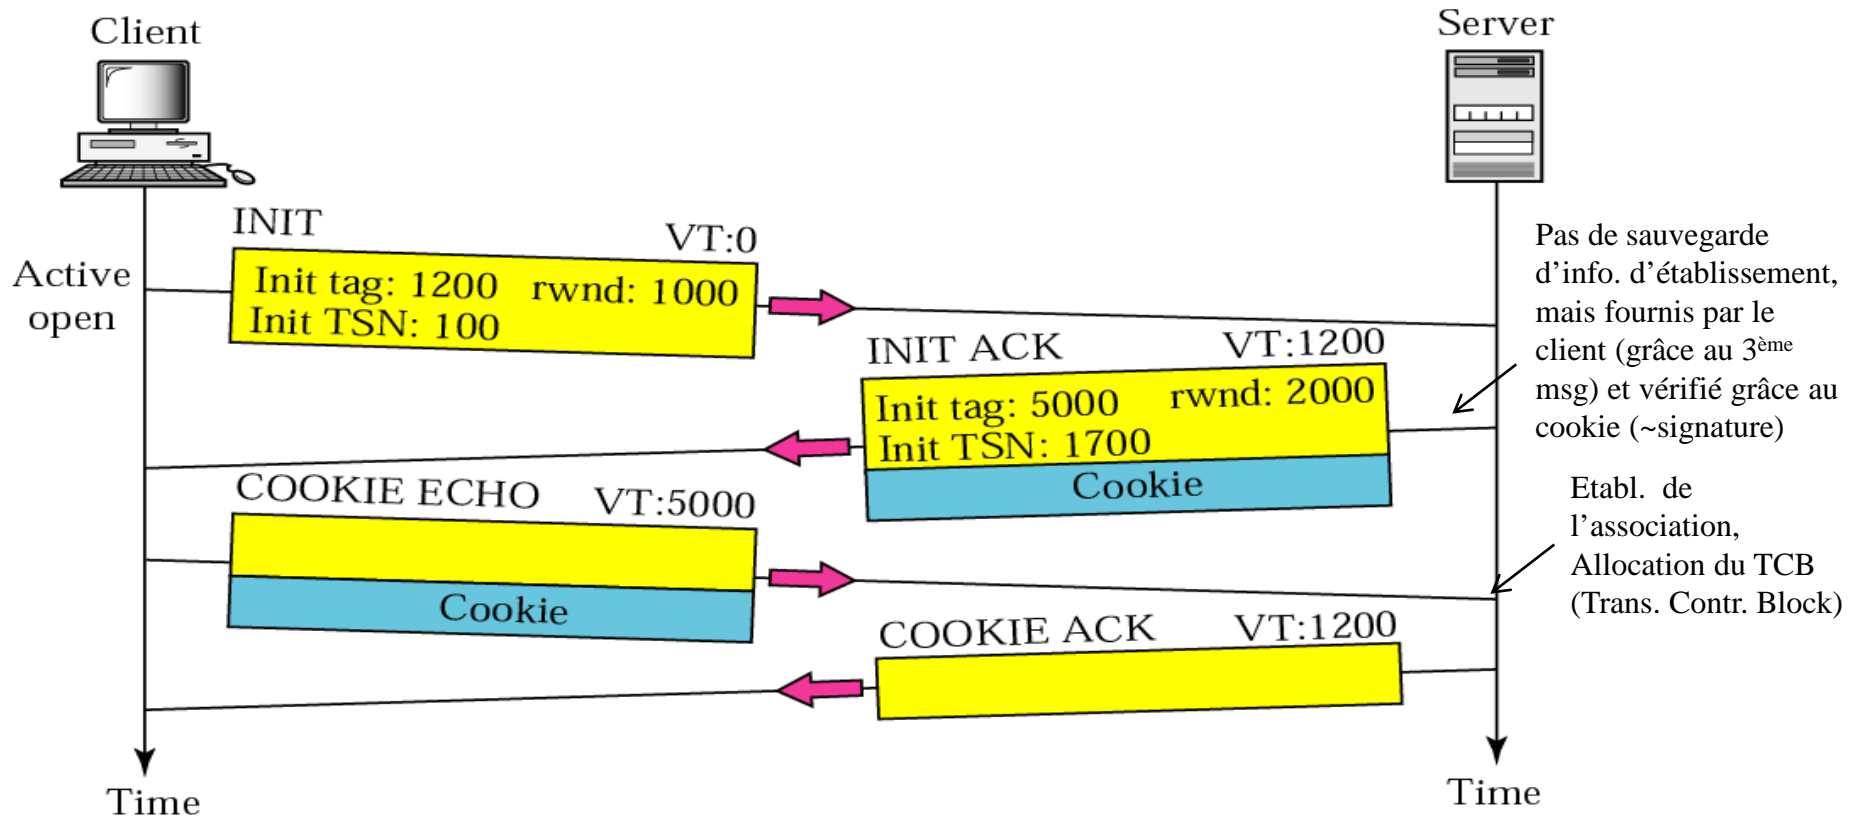 Client
Server
INIT VT:0
Init tag: 1200 rwnd: 1000
Init TSN: 100
Active
open
Pas de sauvegarde
d’info. d’établissement,
mais fournis par le
client (grâce au 3ème
msg) et vérifié grâce au
cookie (~signature)
INIT ACK VT:1200
Init tag: 5000 rwnd: 2000
Init TSN: 1700
Cookie
COOKIE ECHO VT:5000
Cookie
Etabl. de
l’association,
Allocation du TCB
(Trans. Contr. Block)
COOKIE ACK VT:1200
Time
Time